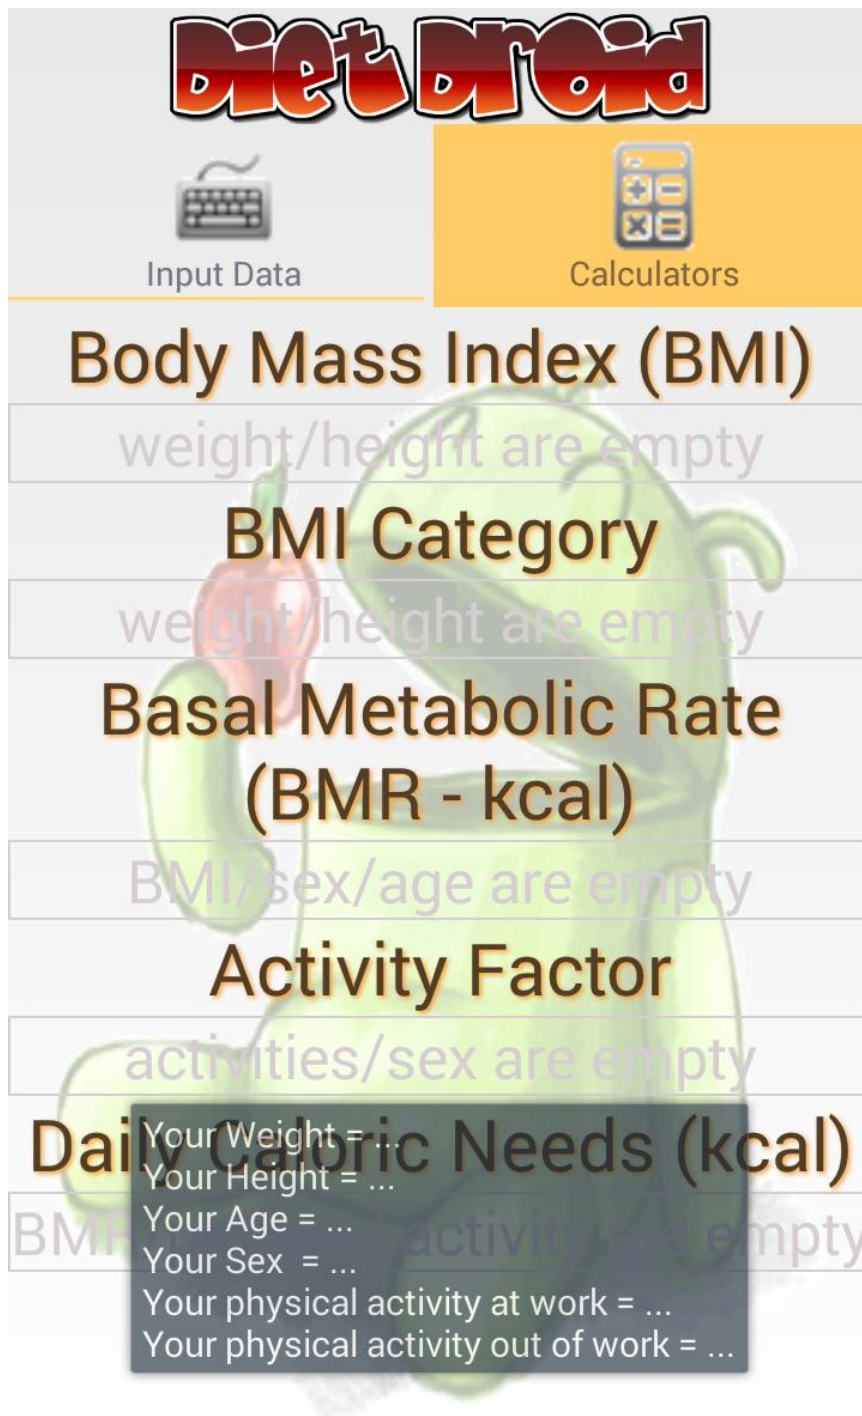 Diet Droid
Input Data
Calculators
Body Mass Index (BMI)
weight/height are empty
BMI Category
weight/height are empty
Basal Metabolic Rate
(BMR - kcal)
BMI/sex/age are empty
Activity Factor
activities/sex are empty
Daily Caloric Needs (kcal)
activity are empty
Your Weight = ...
Your Height = ...
Your Age = ...
Your Sex = ...
Your physical activity at work = ...
Your physical activity out of work = ...